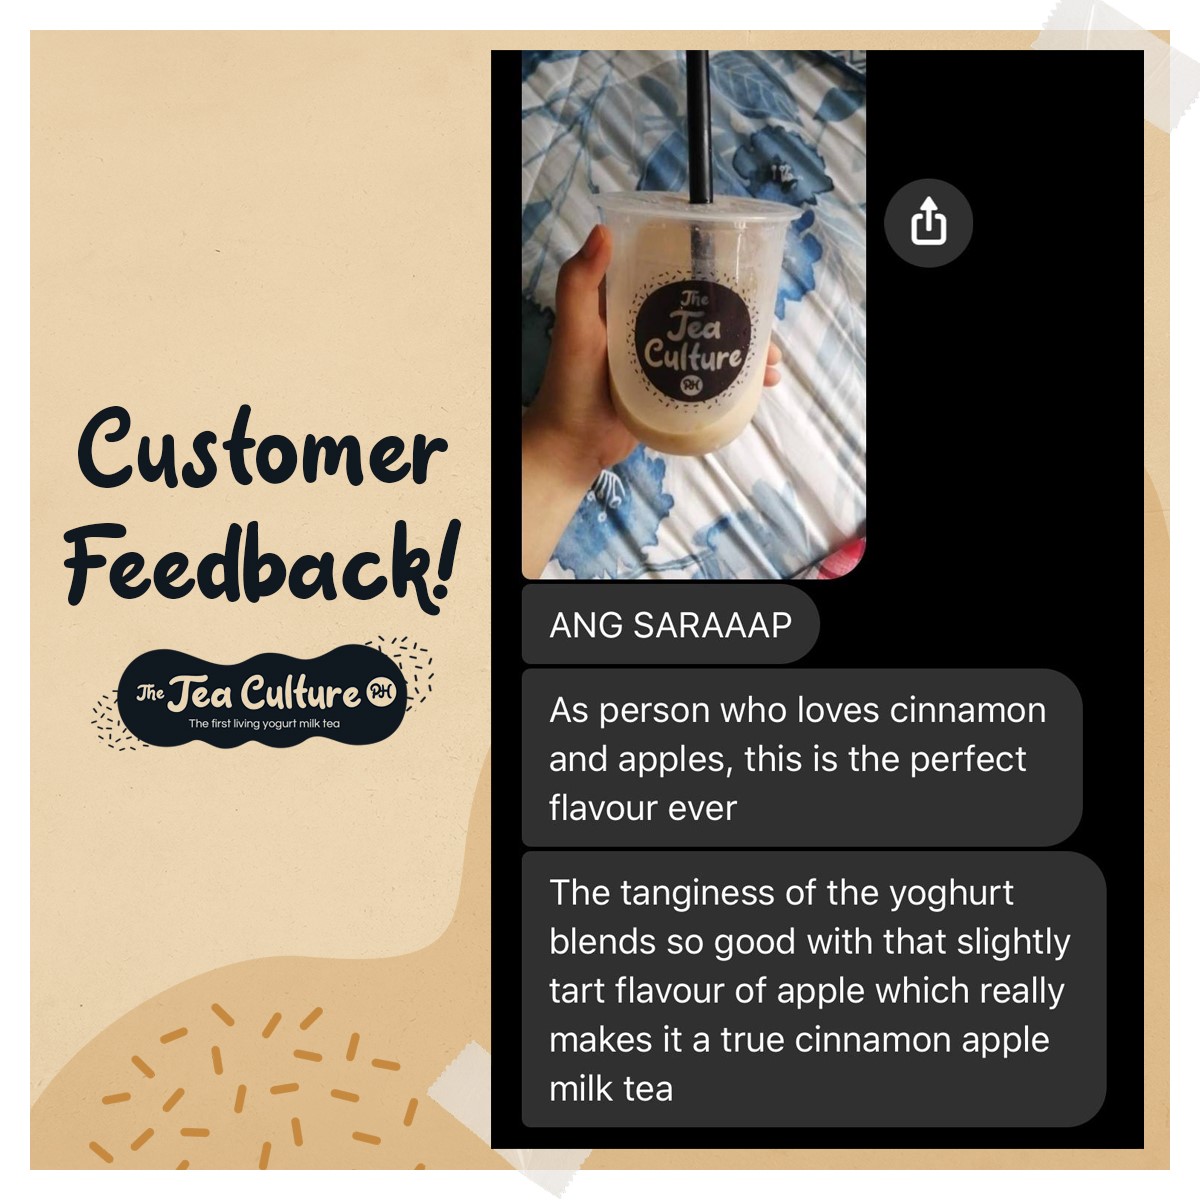 Customer
Feedback!
The Tea Culture PH
The first living yogurt milk tea
The
Tea
Culture
PH
ANG SARAAAP
As person who loves cinnamon
and apples, this is the perfect
flavour ever
The tanginess of the yoghurt
blends so good with that slightly
tart flavour of apple which really
makes it a true cinnamon apple
milk tea